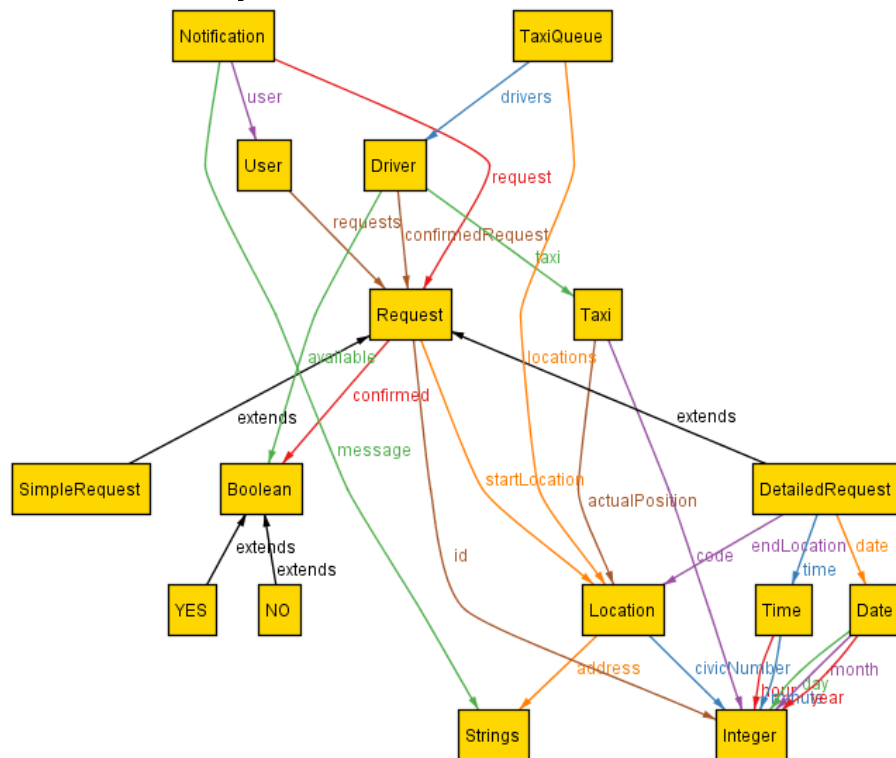 Notification
TaxiQueue
user
drivers
User
Driver
request
requests
confirmedRequest
taxi
Request
Taxi
available
locations
confirmed
extends
extends
message
SimpleRequest
Boolean
startLocation
actualPosition
DetailedRequest
extends
extends
id
code
endLocation
date
time
YES
NO
Location
Time
Date
address
civicNumber
month
hour
day
minute
year
Strings
Integer